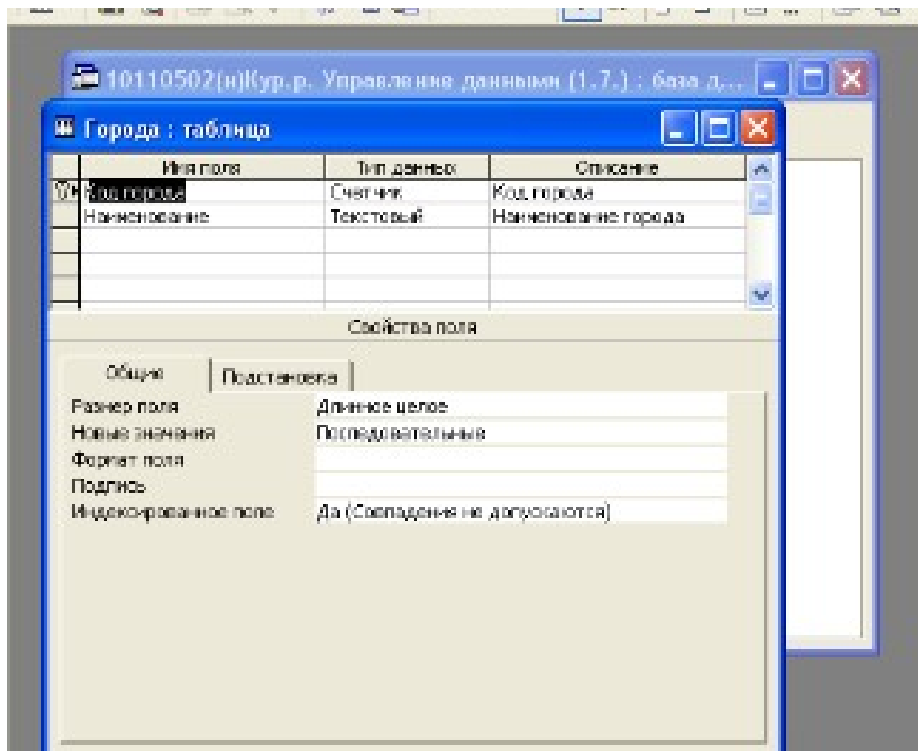 10110502(н)Кур.р. Управление данными (1.7.) : база д...
Города : таблица
Имя поля Тип данных Описание
Код города Счетчик Код города
Наименование Текстовый Наименование города
Свойства поля
Общие Подстановка
Размер поля Длинное целое
Новые значения Последовательные
Формат поля
Подпись
Индексированное поле Да (Совпадения не допускаются)